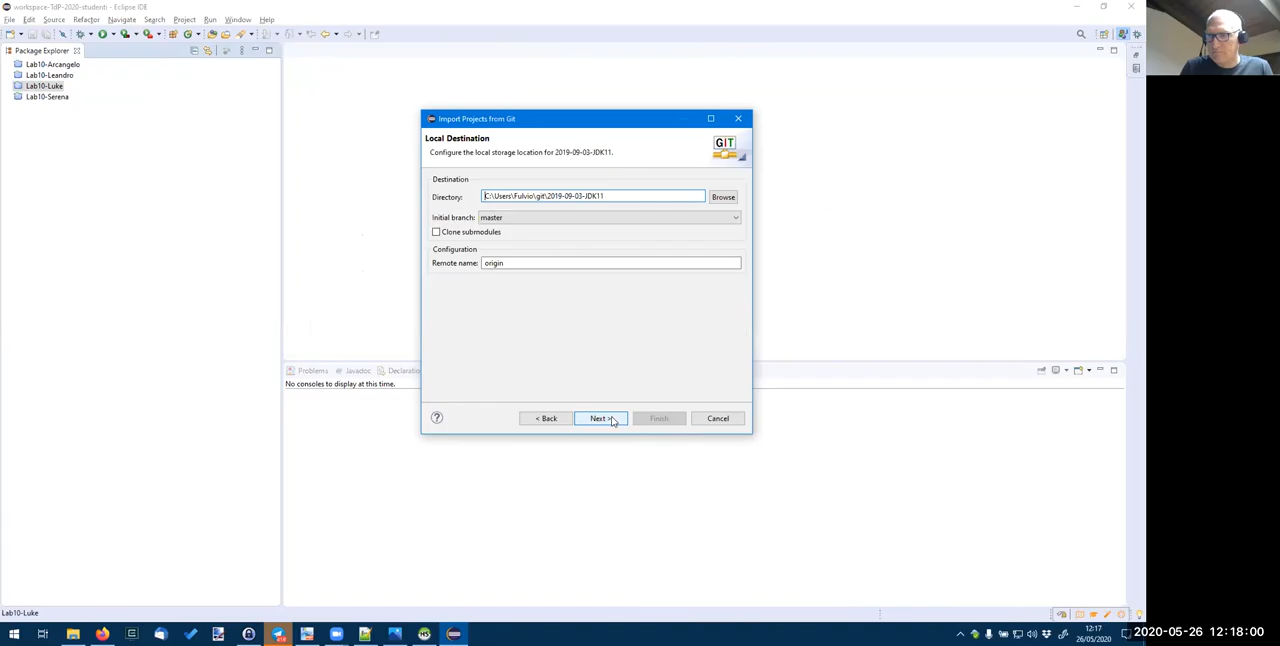 workspace-TdP-2020-studenti - Eclipse IDE
File Edit Source Refactor Navigate Search Project Run Window Help
Package Explorer
Lab10-Arcangelo
Lab10-Leandro
Lab10-Luke
Lab10-Serena
Import Projects from Git
Local Destination
Configure the local storage location for 2019-09-03-JDK11.
GIT
Destination
Directory: C:\Users\Fulvio\git\2019-09-03-JDK11 Browse
Initial branch: master
Clone submodules
Configuration
Remote name: origin
Problems Javadoc Declaratio
No consoles to display at this time.
< Back Next > Finish Cancel
Lab10-Luke
12:17
26/05/2020
2020-05-26 12:18:00